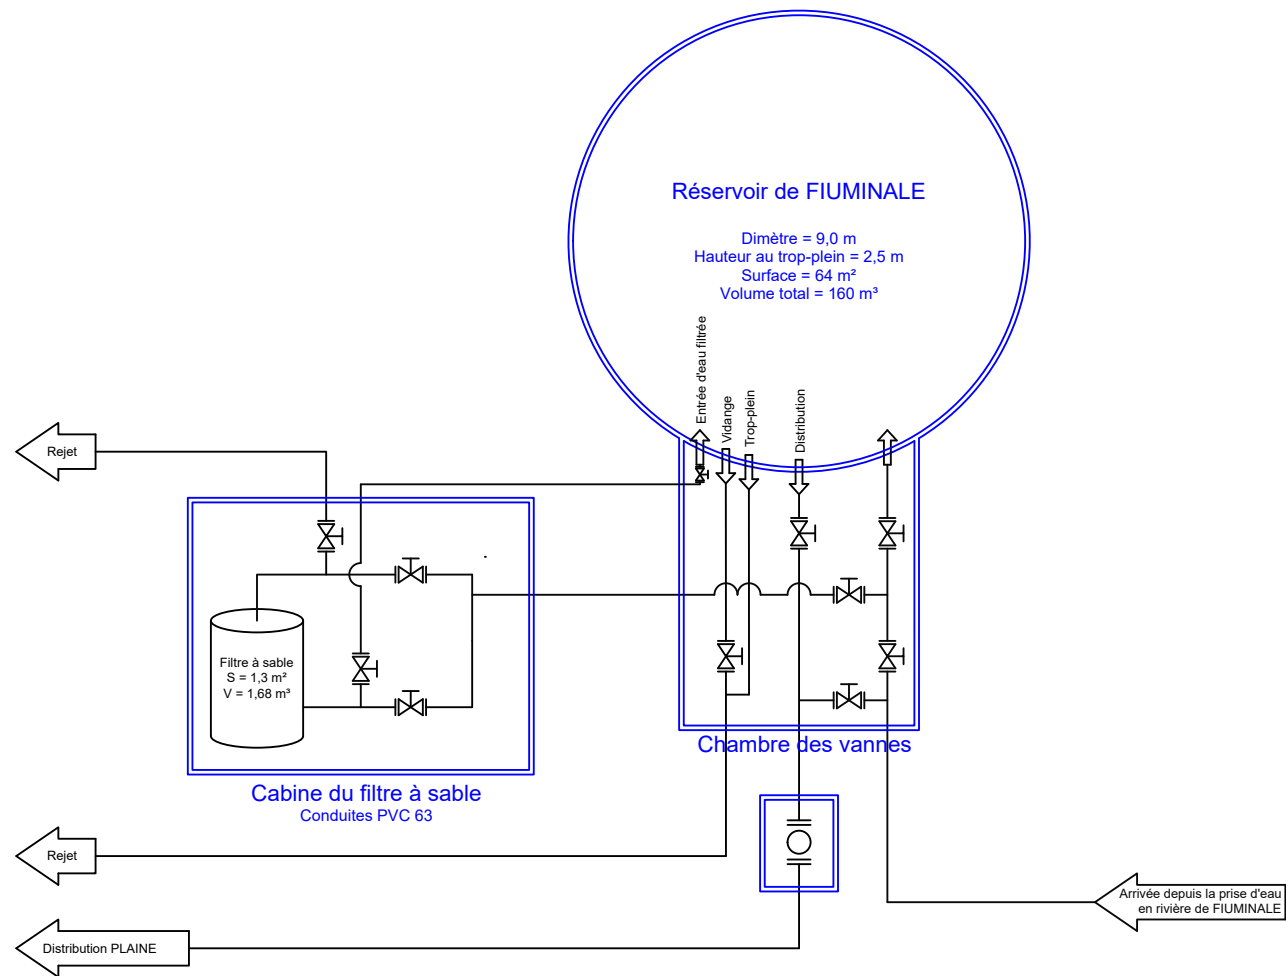 Réservoir de FIUMINALE
Dimètre = 9,0 m
Hauteur au trop-plein = 2,5 m
Surface = 64 m²
Volume total = 160 m³
Entrée d'eau filtrée
Vidange
Trop-plein
Distribution
Rejet
Filtre à sable
S = 1,3 m²
V = 1,68 m³
Chambre des vannes
Cabine du filtre à sable
Conduites PVC 63
Rejet
Arrivée depuis la prise d'eau
en rivière de FIUMINALE
Distribution PLAINE